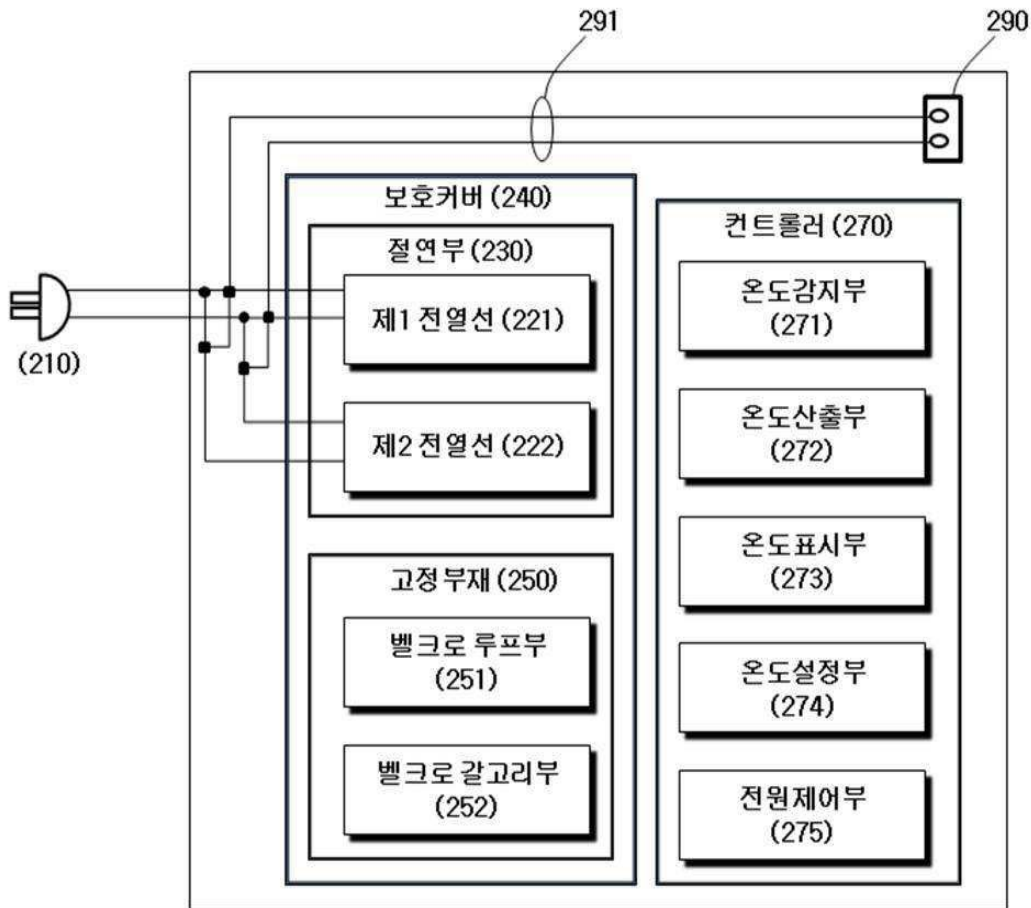 291
290
보호커버 (240)
절연부 (230)
제1 전열선 (221)
제2 전열선 (222)
(210)
고정부재 (250)
벨크로 루프부
(251)
벨크로 갈고리부
(252)
컨트롤러 (270)
온도감지부
(271)
온도산출부
(272)
온도표시부
(273)
온도설정부
(274)
전원제어부
(275)